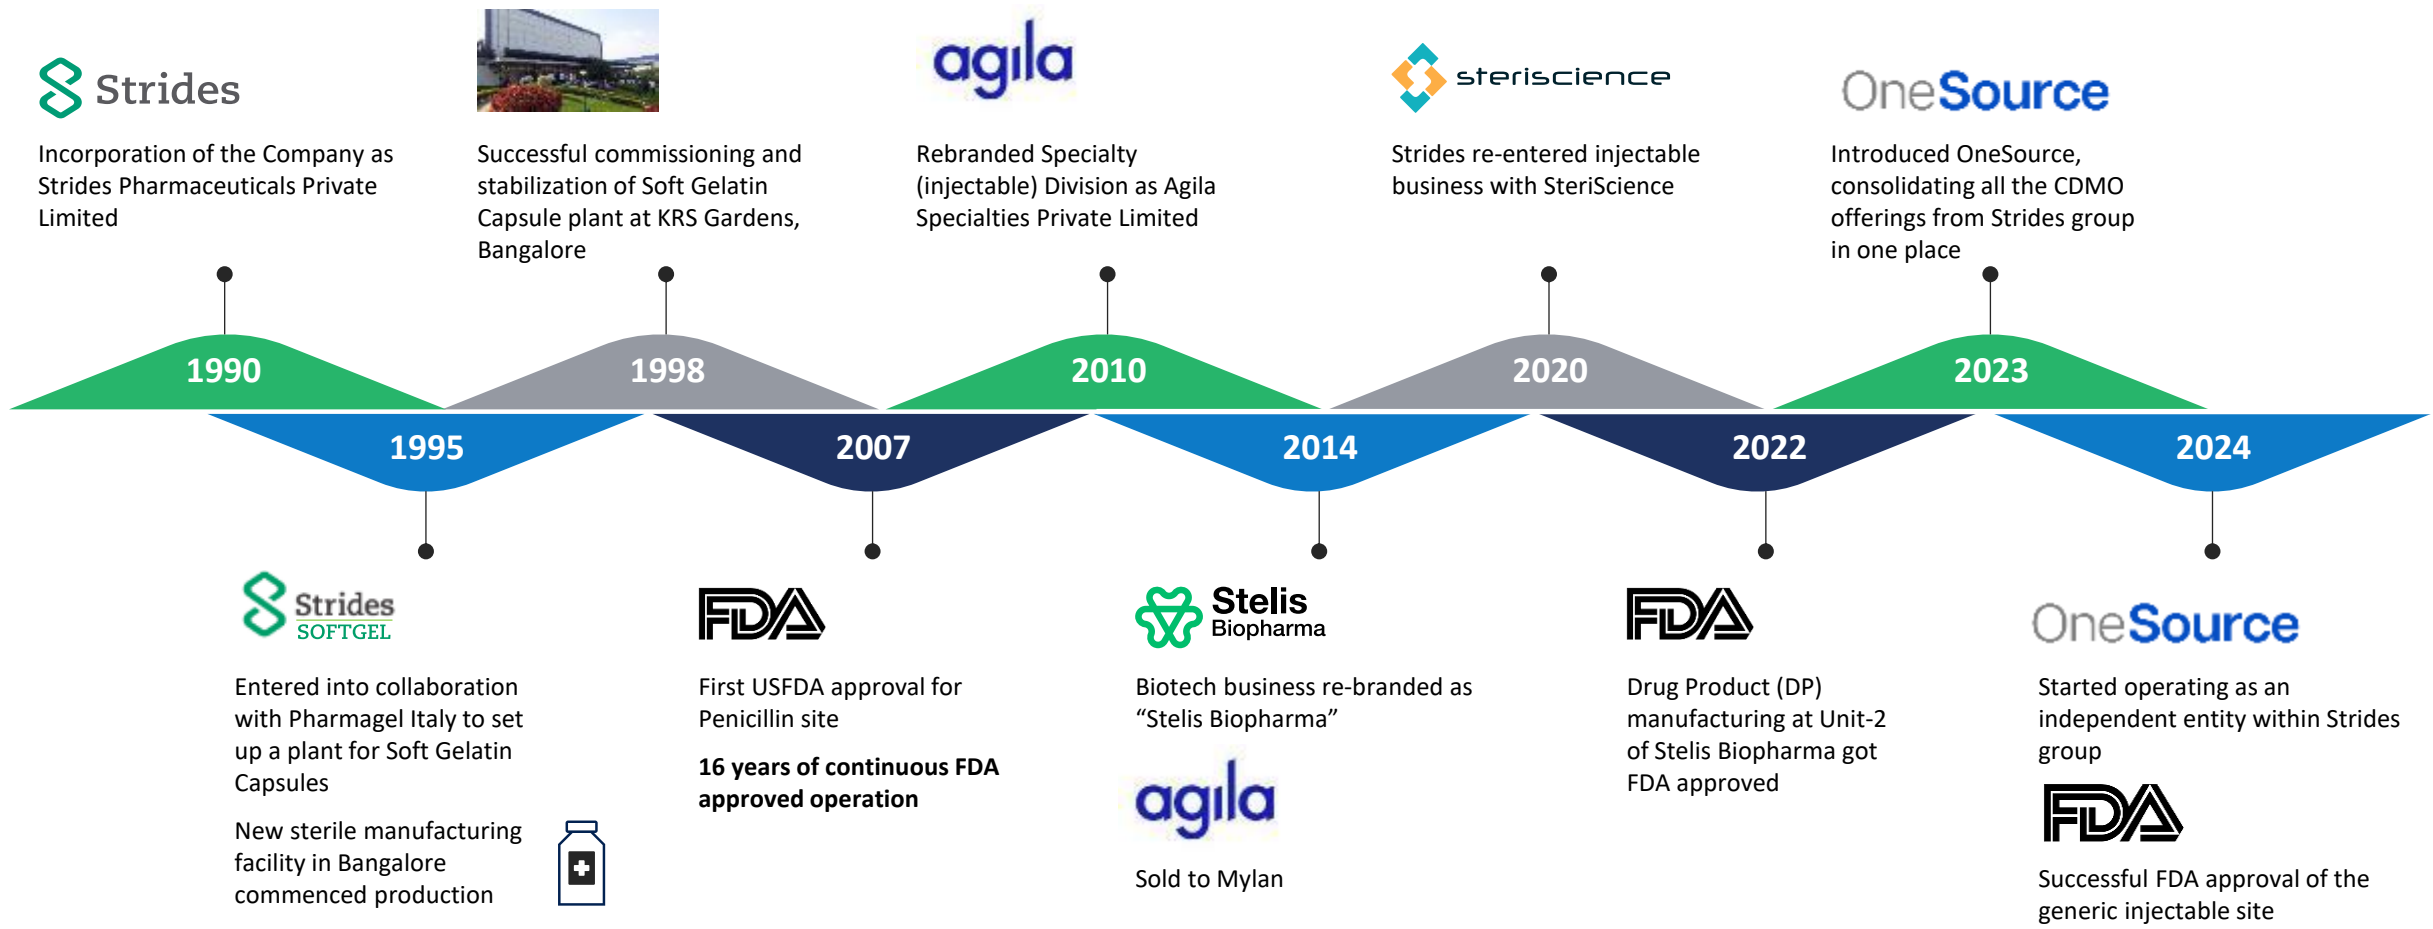 Strides
Incorporation of the Company as
Strides Pharmaceuticals Private
Limited
Successful commissioning and
stabilization of Soft Gelatin
Capsule plant at KRS Gardens,
Bangalore
agila
Rebranded Specialty
(injectable) Division as Agila
Specialties Private Limited
steriscience
Strides re-entered injectable
business with SteriScience
OneSource
Introduced OneSource,
consolidating all the CDMO
offerings from Strides group
in one place
1990
1998
2010
2020
2023
1995
2007
2014
2022
2024
Strides
SOFTGEL
Entered into collaboration
with Pharmagel Italy to set
up a plant for Soft Gelatin
Capsules
New sterile manufacturing
facility in Bangalore
commenced production
FDA
First USFDA approval for
Penicillin site
16 years of continuous FDA
approved operation
Stelis
Biopharma
Biotech business re-branded as
“Stelis Biopharma”
agila
Sold to Mylan
FDA
Drug Product (DP)
manufacturing at Unit-2
of Stelis Biopharma got
FDA approved
OneSource
Started operating as an
independent entity within Strides
group
FDA
Successful FDA approval of the
generic injectable site